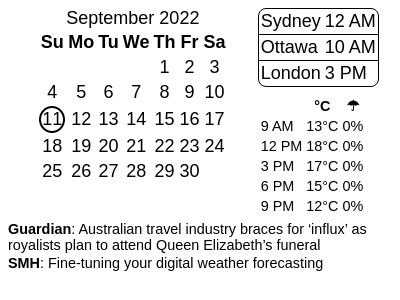 September 2022
Su Mo Tu We Th Fr Sa
1 2 3
4 5 6 7 8 9 10
11 12 13 14 15 16 17
18 19 20 21 22 23 24
25 26 27 28 29 30
Sydney 12 AM
Ottawa 10 AM
London 3 PM
°C ☂
9 AM 13°C 0%
12 PM 18°C 0%
3 PM 17°C 0%
6 PM 15°C 0%
9 PM 12°C 0%
Guardian: Australian travel industry braces for ‘influx’ as
royalists plan to attend Queen Elizabeth’s funeral
SMH: Fine-tuning your digital weather forecasting